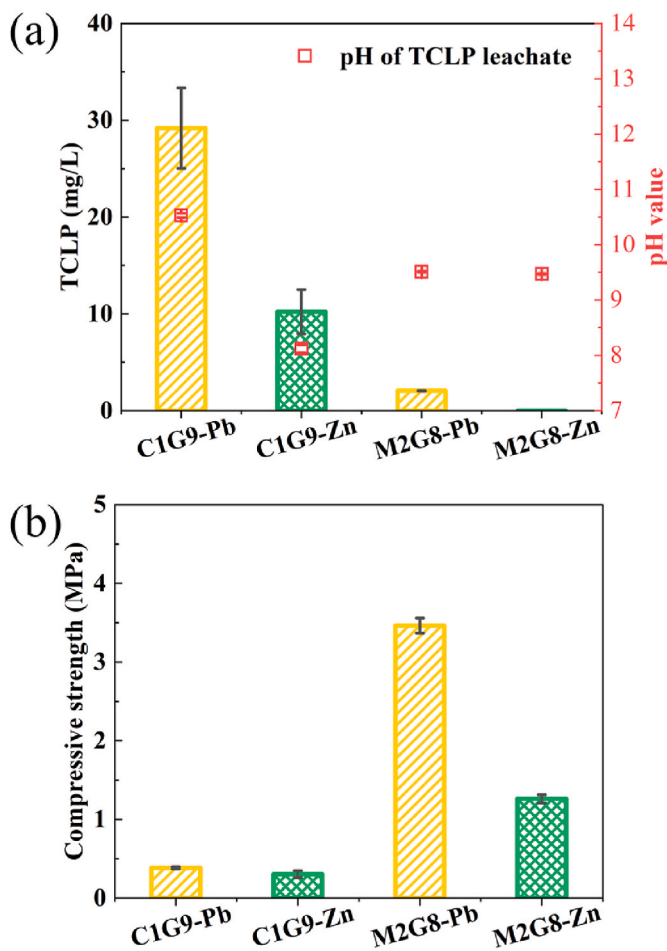 (a)
40
30
20
10
0
TCLP (mg/L)
pH of TCLP leachate
14
13
12
11
10
9
8
7
pH value
C1G9-Pb
C1G9-Zn
M2G8-Pb
M2G8-Zn
(b)
5
4
3
2
1
0
Compressive strength (MPa)
C1G9-Pb
C1G9-Zn
M2G8-Pb
M2G8-Zn